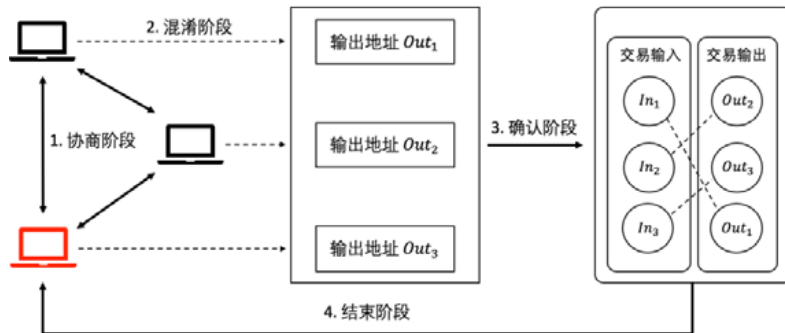 2. 混淆阶段
输出地址 Out₁
1. 协商阶段
输出地址 Out₂
输出地址 Out₃
3. 确认阶段
交易输入 交易输出
In₁ Out₂
In₂ Out₃
In₃ Out₁
4. 结束阶段